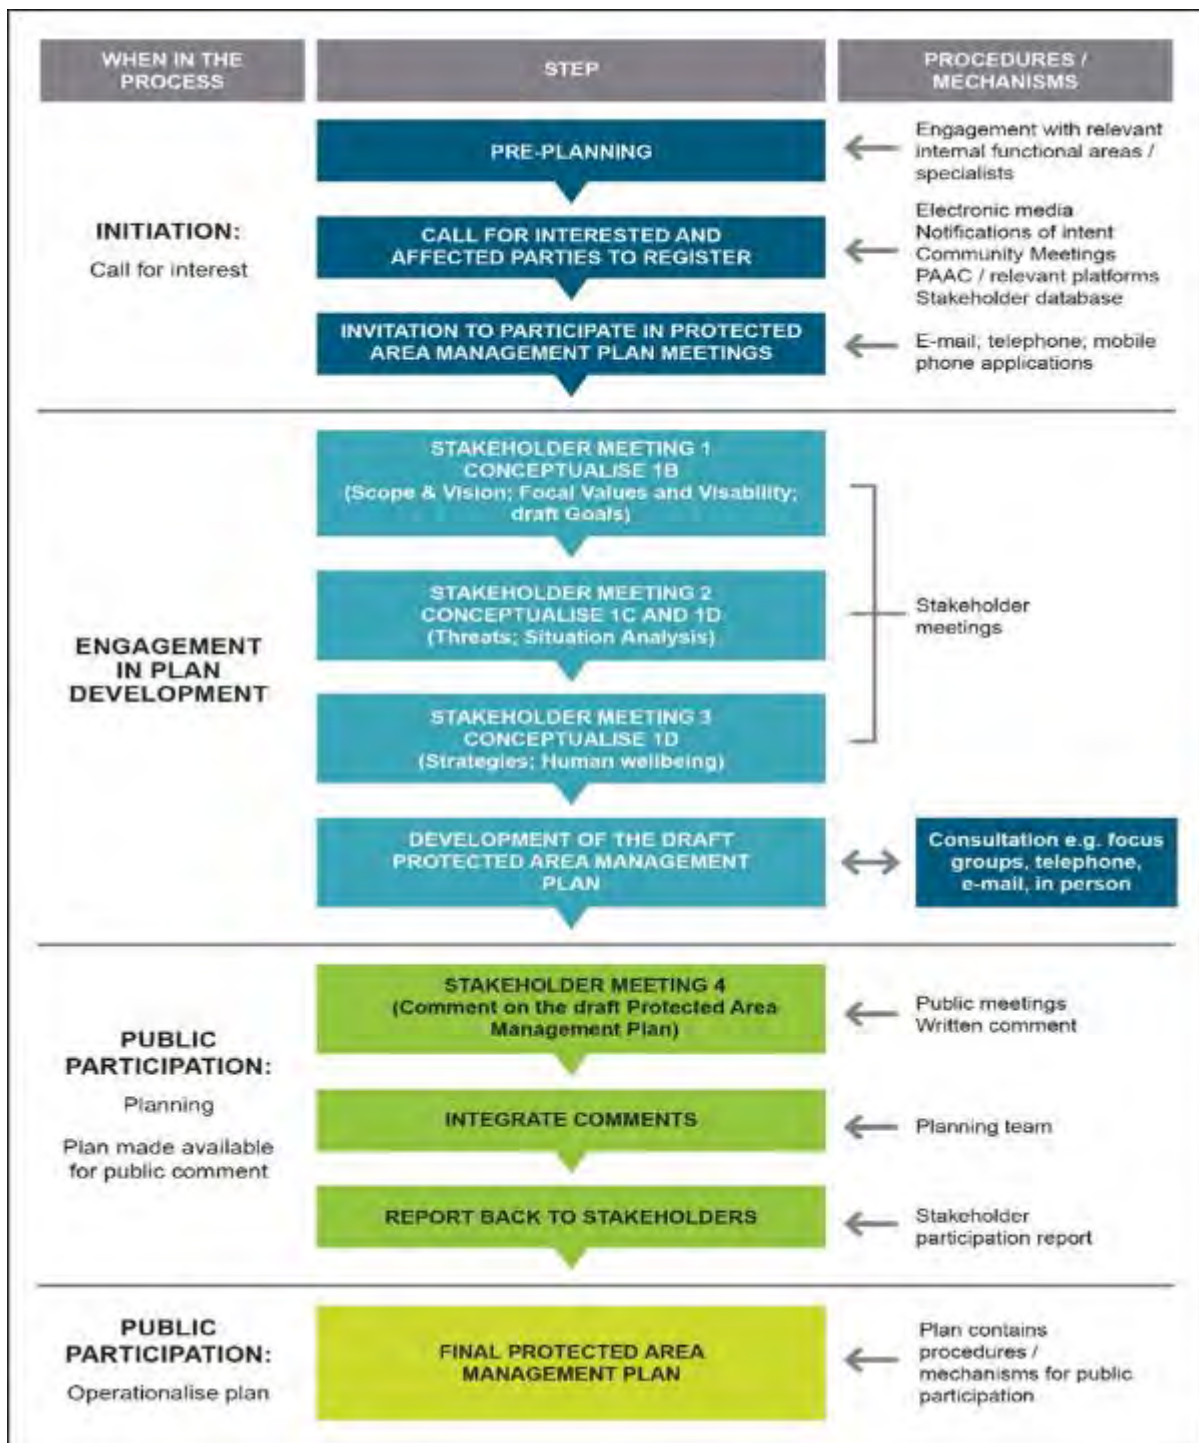 WHEN IN THE
PROCESS
STEP
PROCEDURES /
MECHANISMS
INITIATION:
Call for interest
PRE-PLANNING
Engagement with relevant
internal functional areas /
specialists
CALL FOR INTERESTED AND
AFFECTED PARTIES TO REGISTER
Electronic media
Notifications of intent
Community Meetings
PAAC / relevant platforms
Stakeholder database
INVITATION TO PARTICIPATE IN PROTECTED
AREA MANAGEMENT PLAN MEETINGS
E-mail; telephone; mobile
phone applications
ENGAGEMENT
IN PLAN
DEVELOPMENT
STAKEHOLDER MEETING 1
CONCEPTUALISE 1B
(Scope & Vision; Focal Values and Visability;
draft Goals)
STAKEHOLDER MEETING 2
CONCEPTUALISE 1C AND 1D
(Threats; Situation Analysis)
STAKEHOLDER MEETING 3
CONCEPTUALISE 1D
(Strategies; Human wellbeing)
Stakeholder
meetings
DEVELOPMENT OF THE DRAFT
PROTECTED AREA MANAGEMENT
PLAN
Consultation e.g. focus
groups, telephone,
e-mail, in person
PUBLIC
PARTICIPATION:
Planning
Plan made available
for public comment
STAKEHOLDER MEETING 4
(Comment on the draft Protected Area
Management Plan)
Public meetings
Written comment
INTEGRATE COMMENTS
Planning team
REPORT BACK TO STAKEHOLDERS
Stakeholder
participation report
PUBLIC
PARTICIPATION:
Operationalise plan
FINAL PROTECTED AREA
MANAGEMENT PLAN
Plan contains
procedures /
mechanisms for public
participation